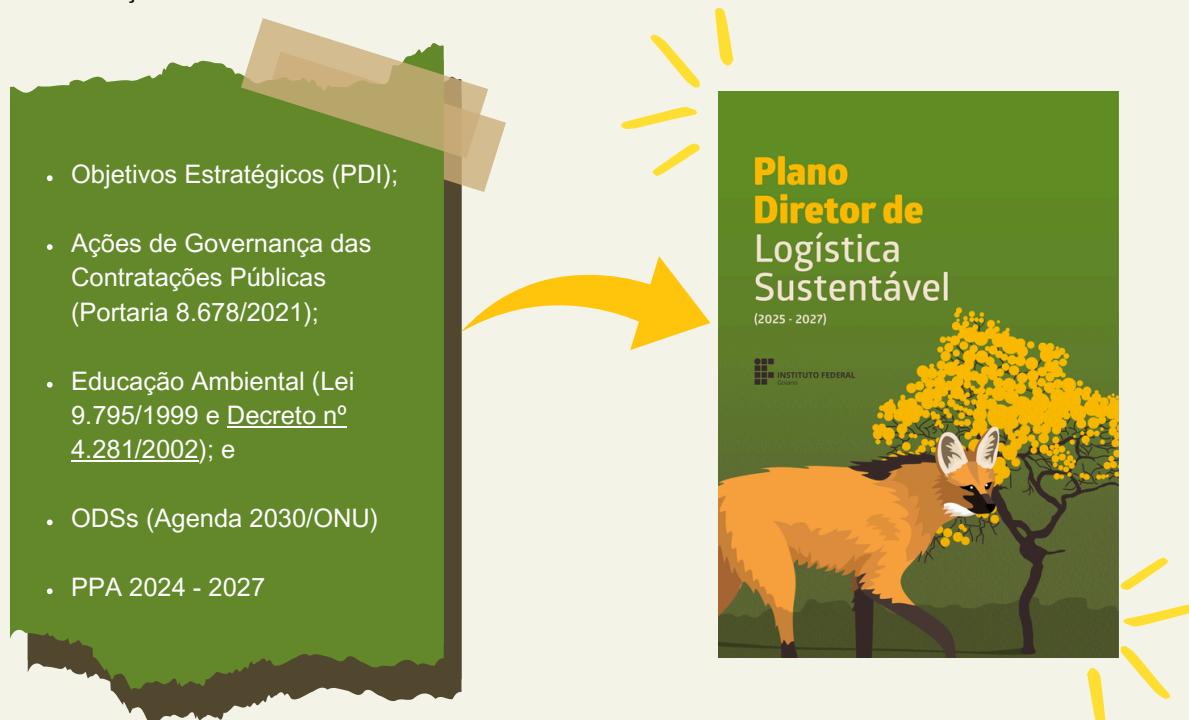 • Objetivos Estratégicos (PDI);
• Ações de Governança das
Contratações Públicas
(Portaria 8.678/2021);
• Educação Ambiental (Lei
9.795/1999 e Decreto nº
4.281/2002); e
• ODSs (Agenda 2030/ONU)
• PPA 2024 - 2027
Plano
Diretor de
Logística
Sustentável
(2025 - 2027)
INSTITUTO FEDERAL
Goiano